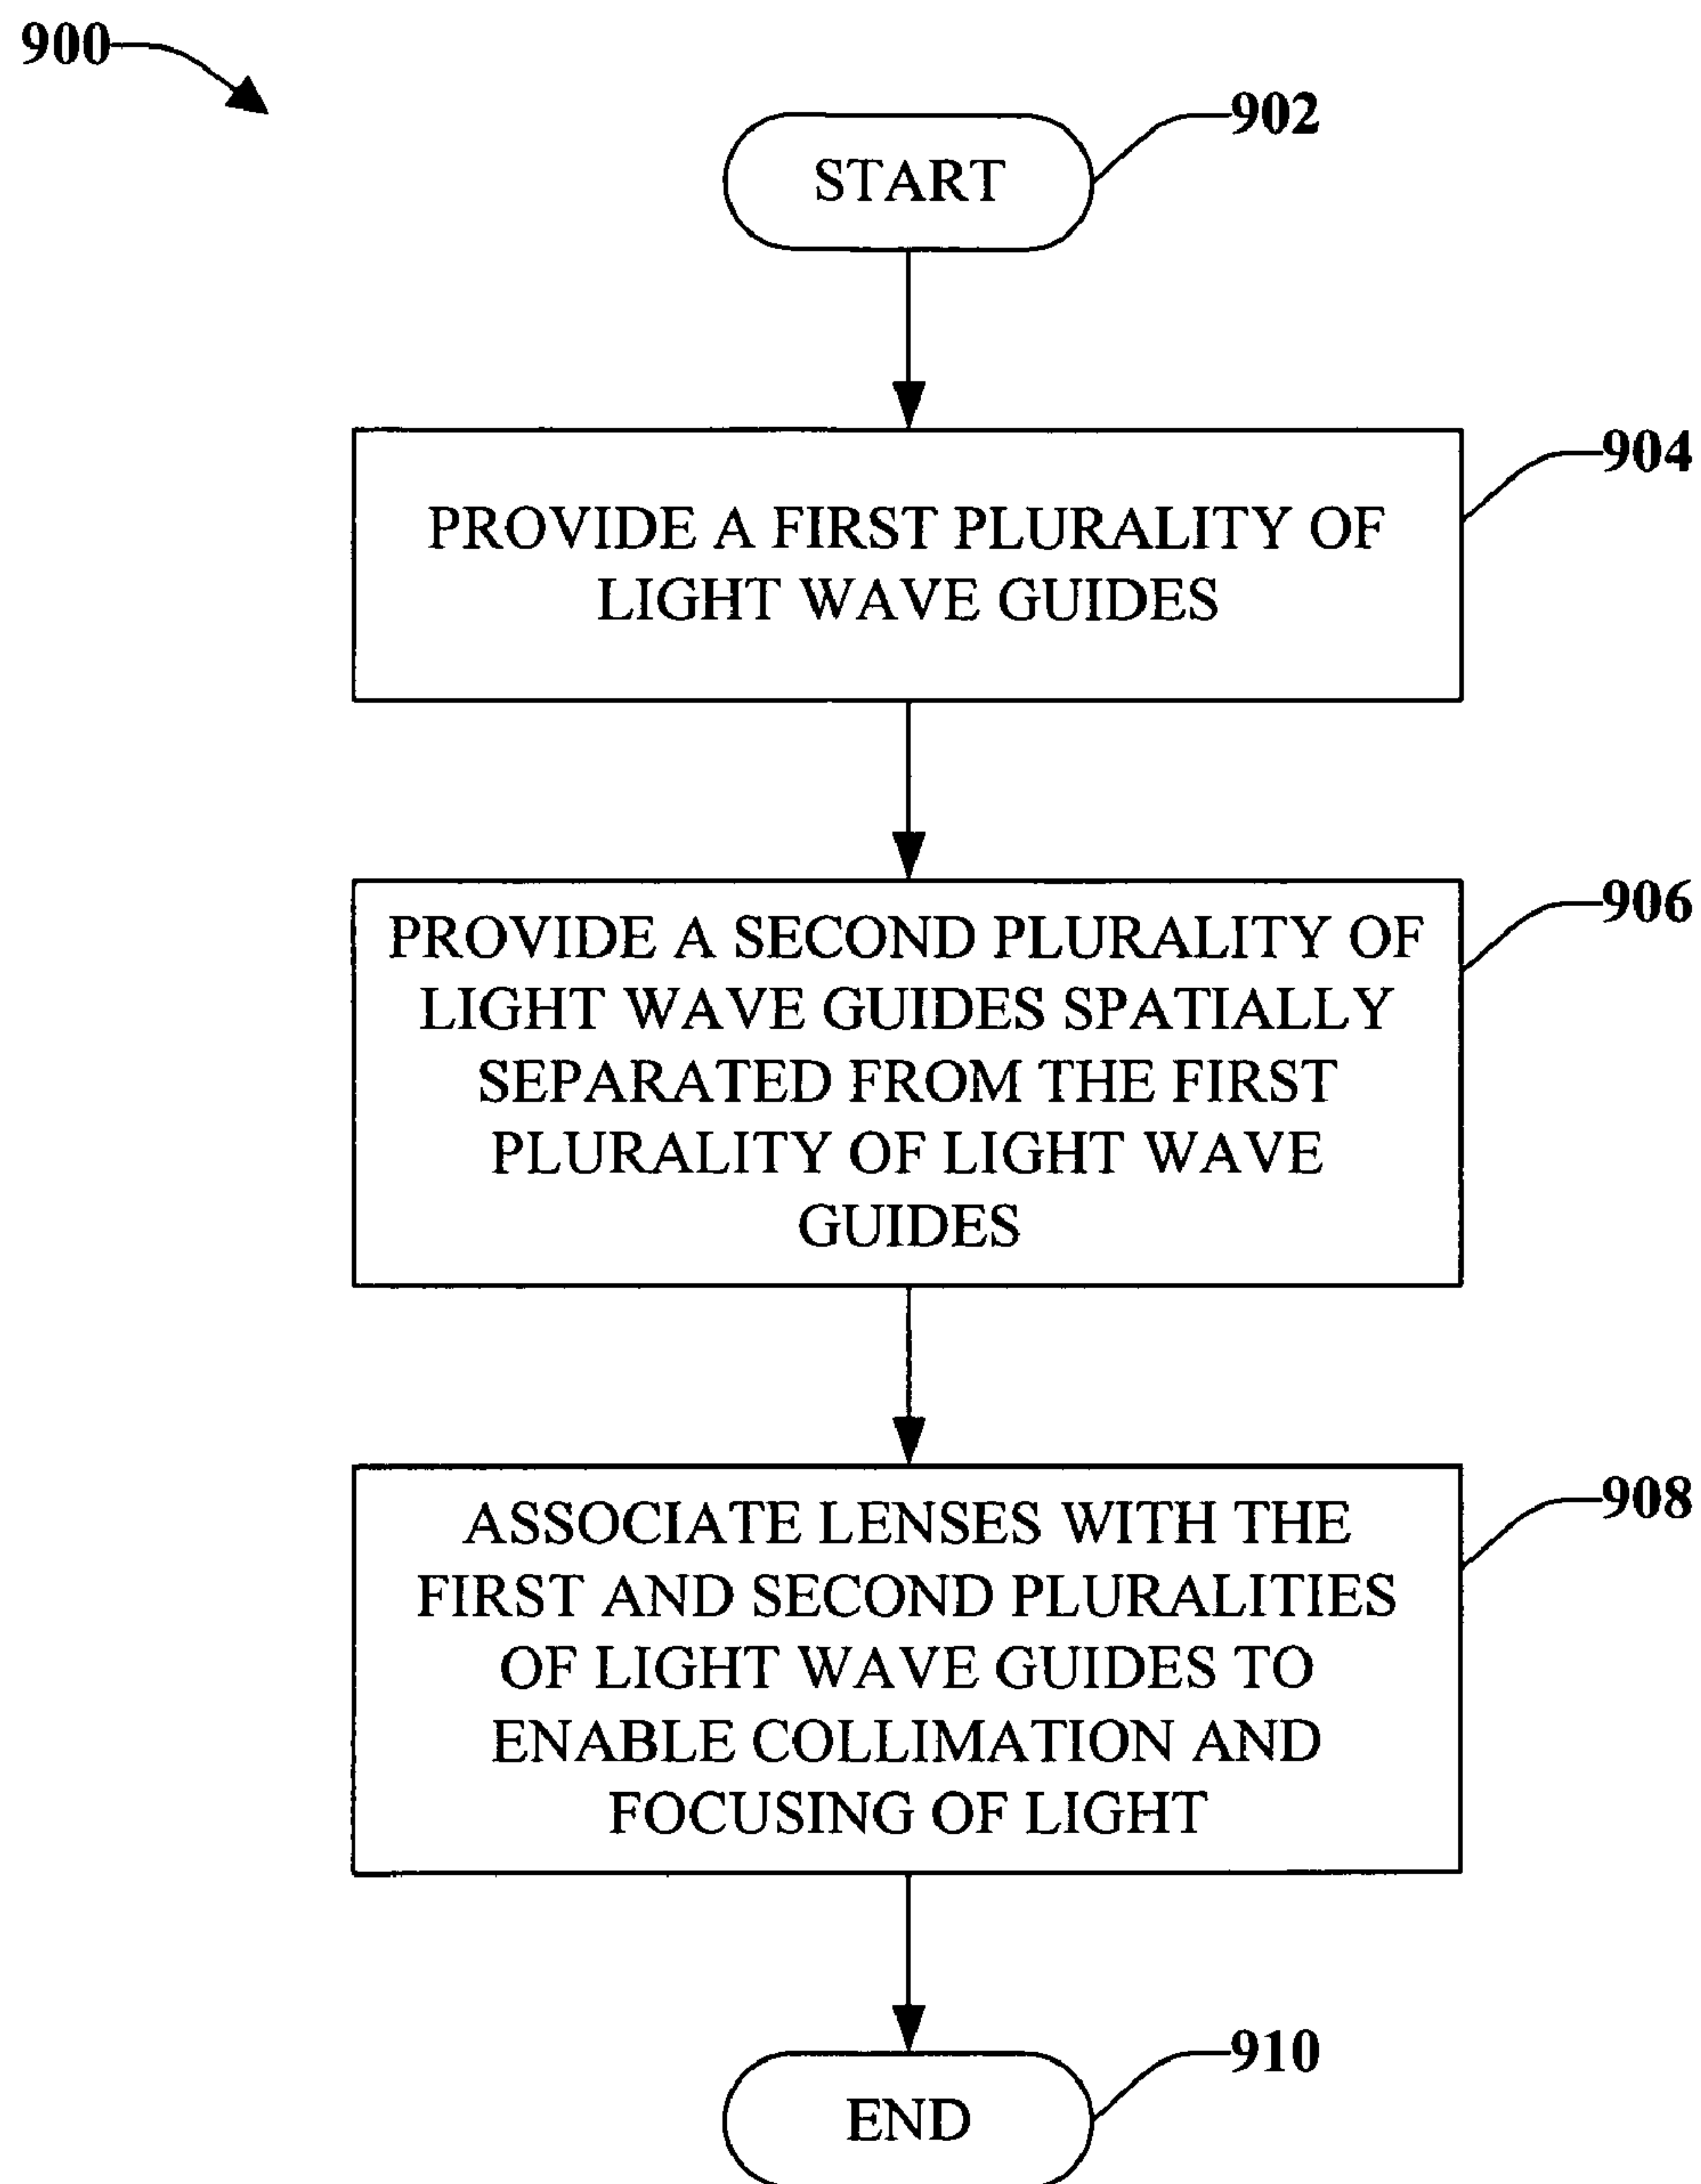 900
902
START
904
PROVIDE A FIRST PLURALITY OF
LIGHT WAVE GUIDES
906
PROVIDE A SECOND PLURALITY OF
LIGHT WAVE GUIDES SPATIALLY
SEPARATED FROM THE FIRST
PLURALITY OF LIGHT WAVE
GUIDES
908
ASSOCIATE LENSES WITH THE
FIRST AND SECOND PLURALITIES
OF LIGHT WAVE GUIDES TO
ENABLE COLLIMATION AND
FOCUSING OF LIGHT
910
END